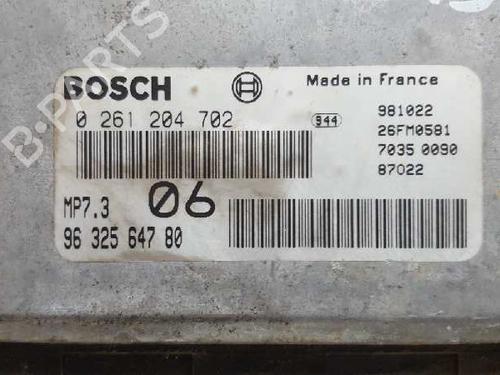 B-PARTS
BOSCH
Made in France
0 261 204 702
944
981022
26FM0581
7035 0090
87022
MP7.3
06
96 325 647 80